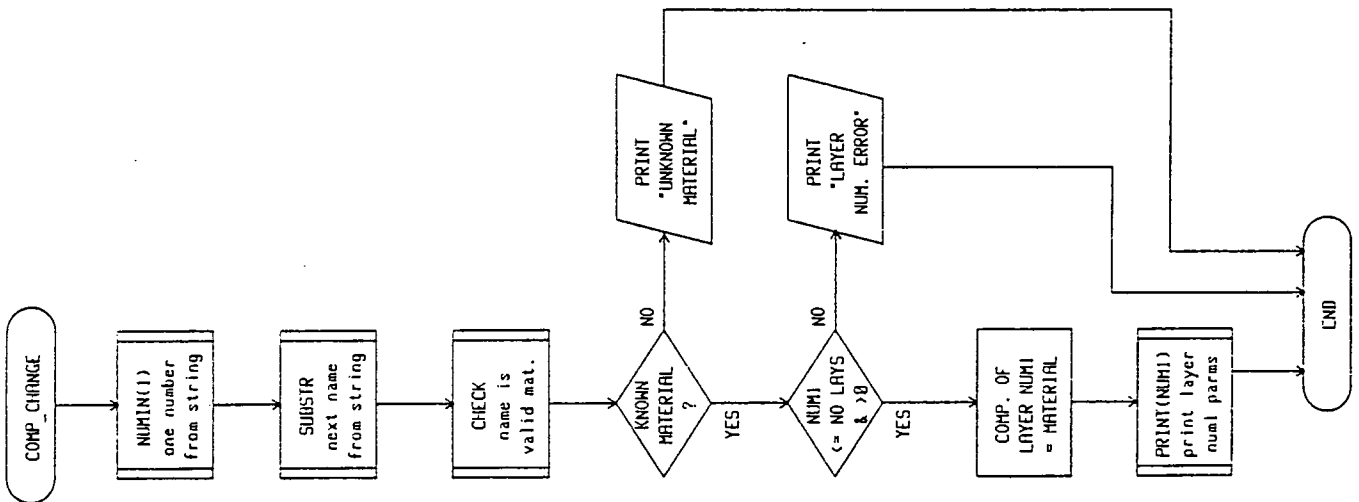 COMP_CHANGE
NUMIN(1)
one number
from string
SUBSTR
next name
from string
CHECK
name is
valid mat.
KNOWN
MATERIAL
?
NO
YES
PRINT
"UNKNOWN
MATERIAL"
NUM1
<= NO LAYS
& >0
NO
YES
PRINT
"LAYER
NUM. ERROR"
COMP. OF
LAYER NUM1
= MATERIAL
PRINT(NUM1)
print layer
num1 parms
END